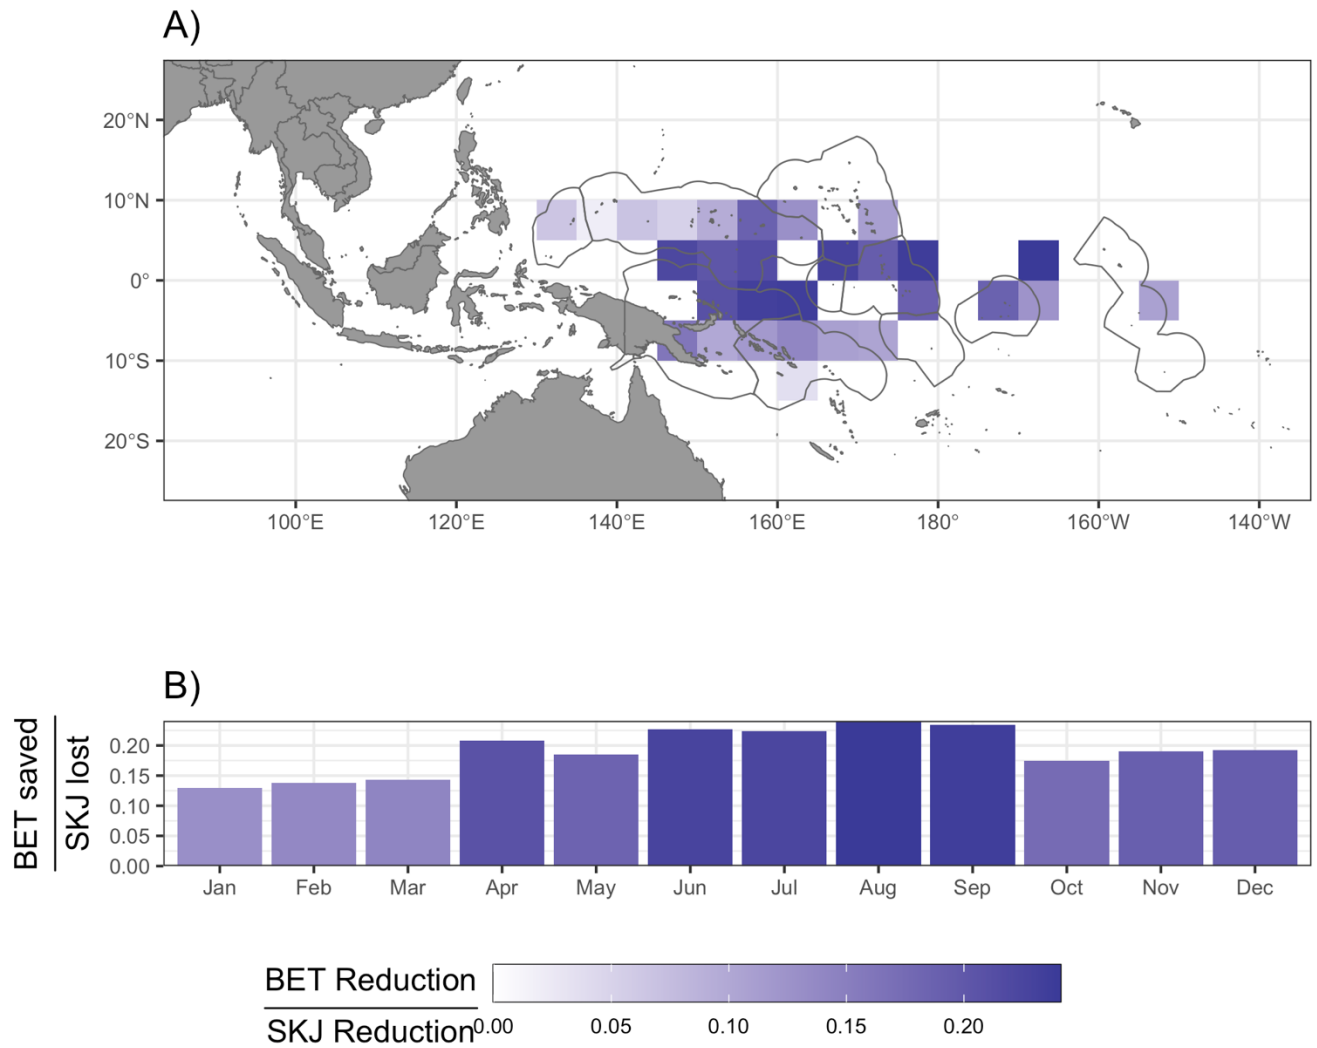 A)
20°N
10°N
0°
10°S
20°S
100°E
120°E
140°E
160°E
180°
160°W
140°W
B)
BET saved
SKJ lost
0.20
0.15
0.10
0.05
0.00
Jan
Feb
Mar
Apr
May
Jun
Jul
Aug
Sep
Oct
Nov
Dec
BET Reduction
SKJ Reduction
0.00
0.05
0.10
0.15
0.20